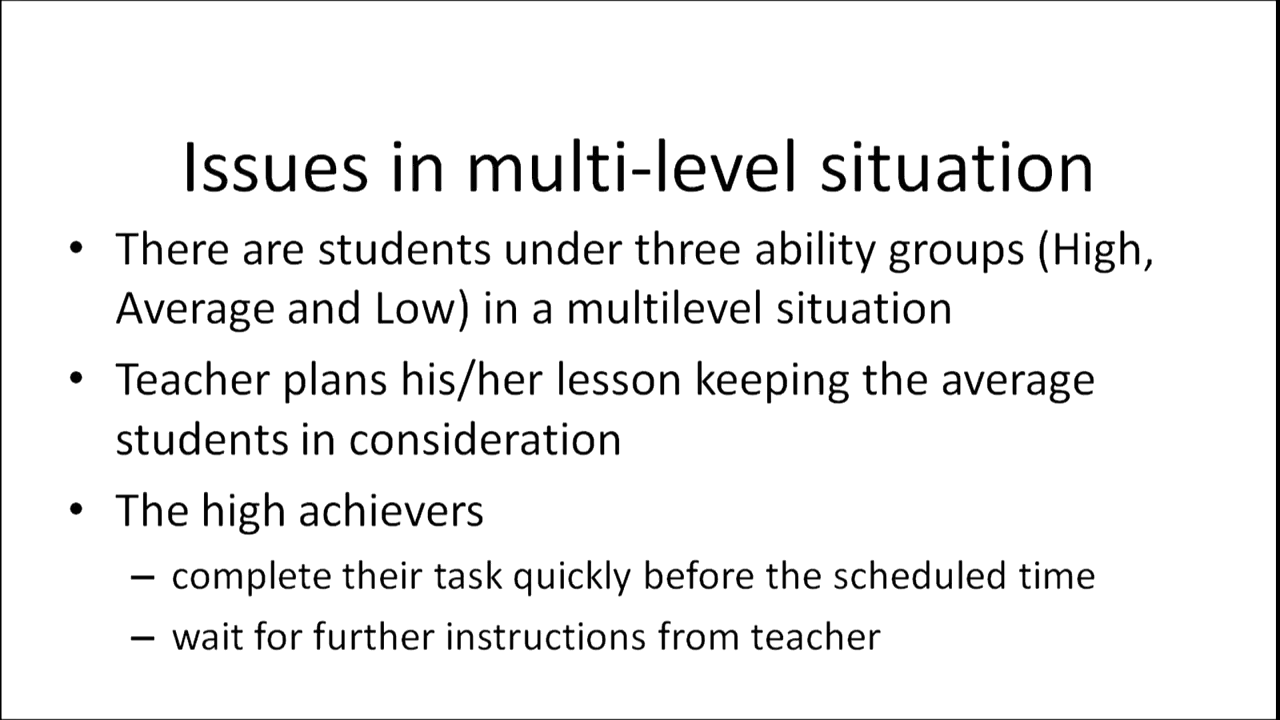 Issues in multi-level situation
• There are students under three ability groups (High,
Average and Low) in a multilevel situation
• Teacher plans his/her lesson keeping the average
students in consideration
• The high achievers
– complete their task quickly before the scheduled time
– wait for further instructions from teacher